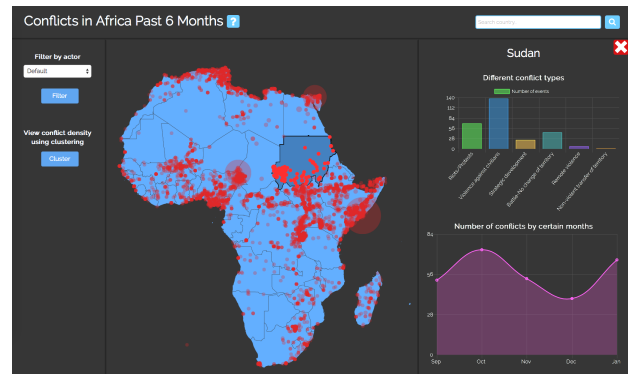 Conflicts in Africa Past 6 Months ?
Search country
Filter by actor
Default
Filter
View conflict density
using clustering
Cluster
Sudan
Different conflict types
Number of events
140
112
84
56
28
0
Riots/Protests
Violence against civilians
Strategic development
Battle-No change of territory
Remote violence
Non-violent transfer of territory
Number of conflicts by certain months
84
56
28
0
Sep Oct Nov Dec Jan